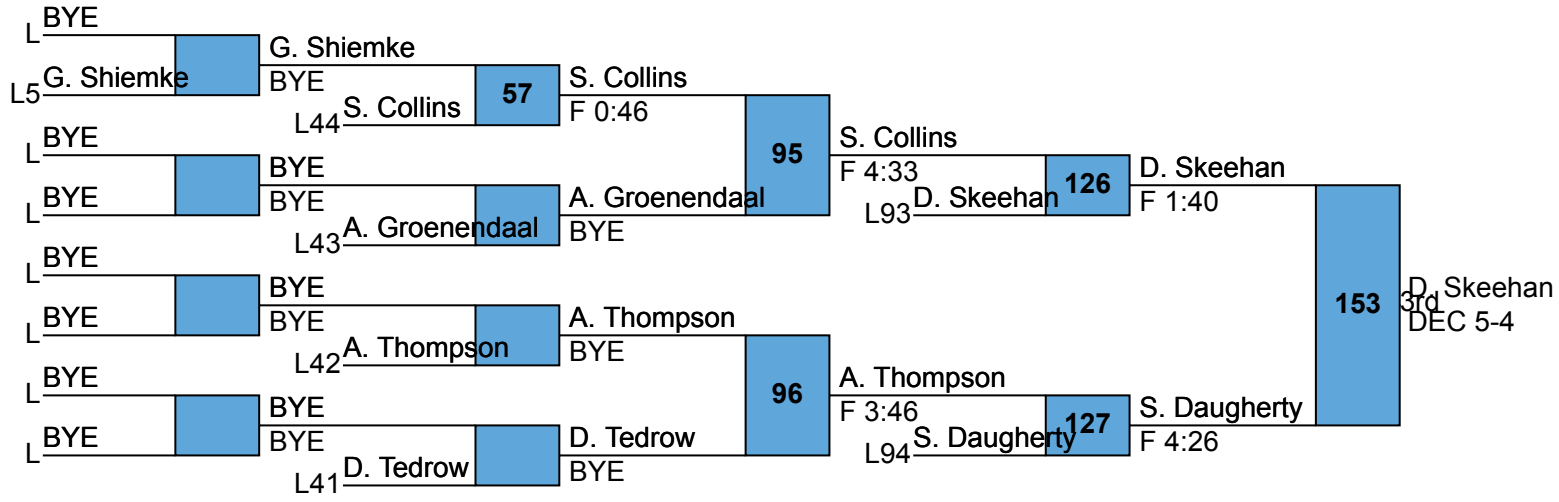 L BYE
L5 G. Shiemke
G. Shiemke
BYE
L44 S. Collins
57
S. Collins
F 0:46
L BYE
L BYE
BYE
BYE
L43 A. Groenendaal
A. Groenendaal
BYE
95
S. Collins
F 4:33
L93 D. Skeehan
126
D. Skeehan
F 1:40
L BYE
L BYE
BYE
BYE
L42 A. Thompson
A. Thompson
BYE
L BYE
L BYE
BYE
BYE
L41 D. Tedrow
D. Tedrow
BYE
96
A. Thompson
F 3:46
L94 S. Daugherty
127
S. Daugherty
F 4:26
153
3rd
D. Skeehan
DEC 5-4